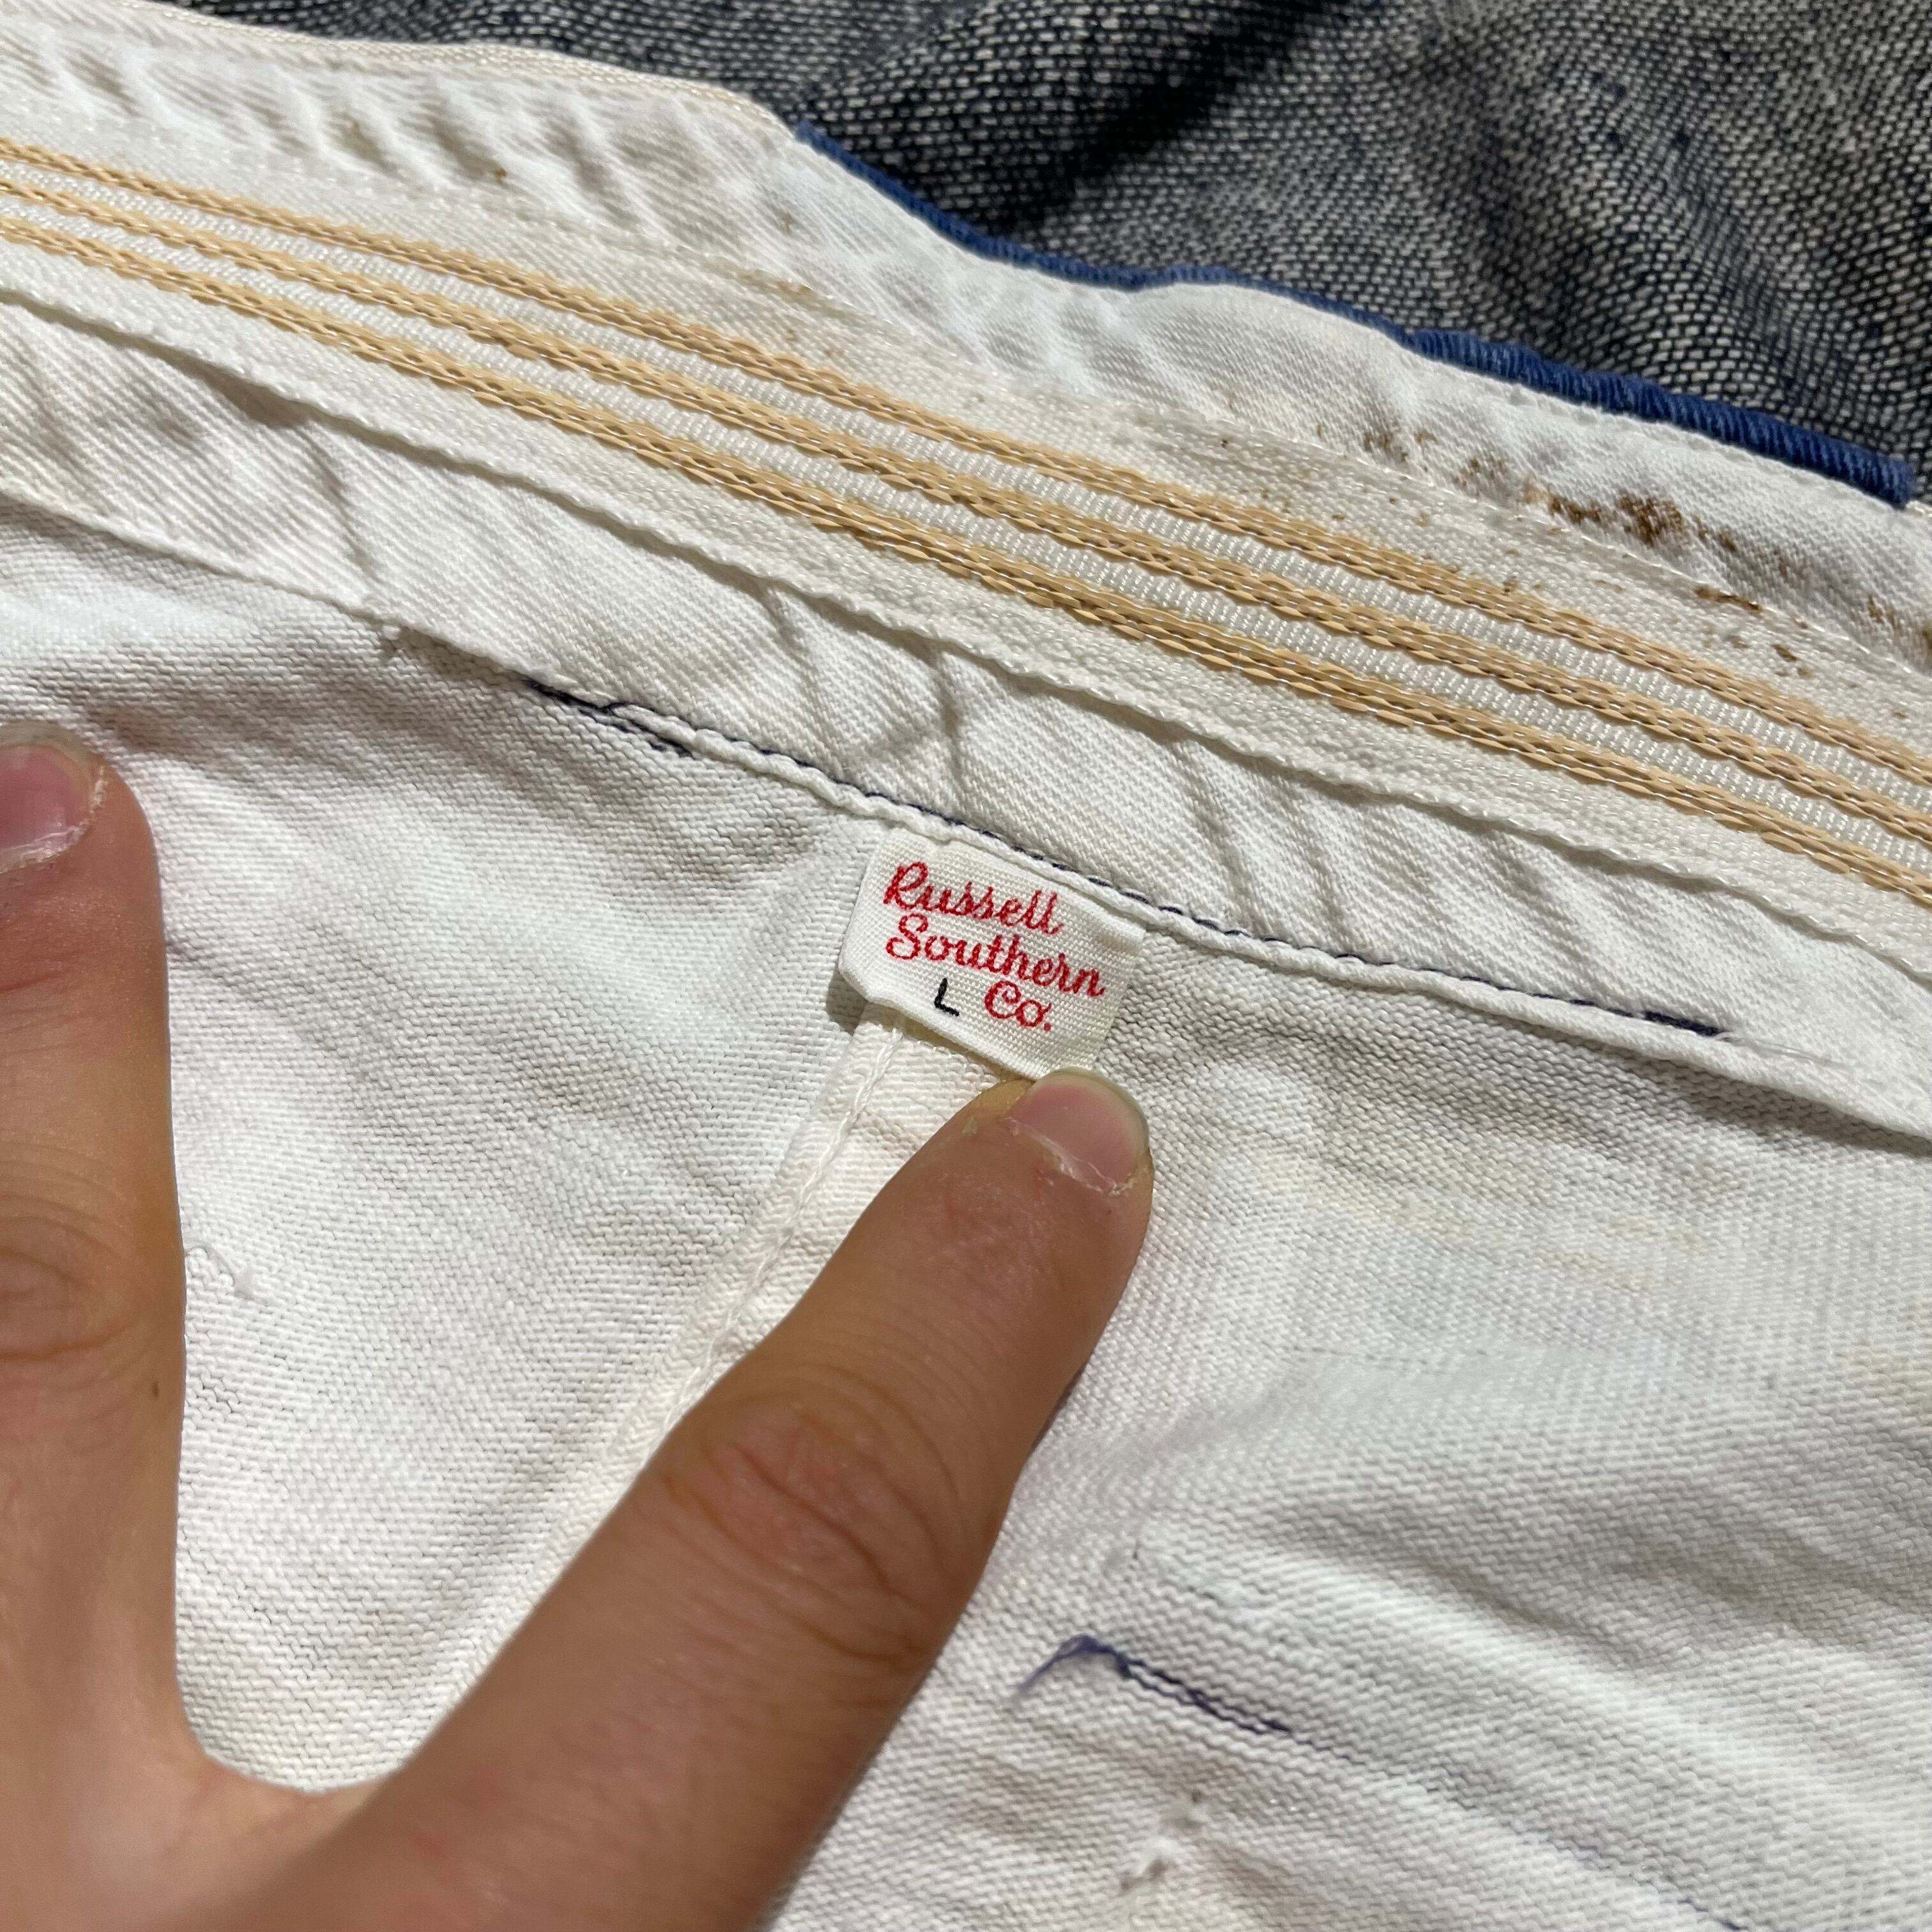 Russell
Southern
L Co.